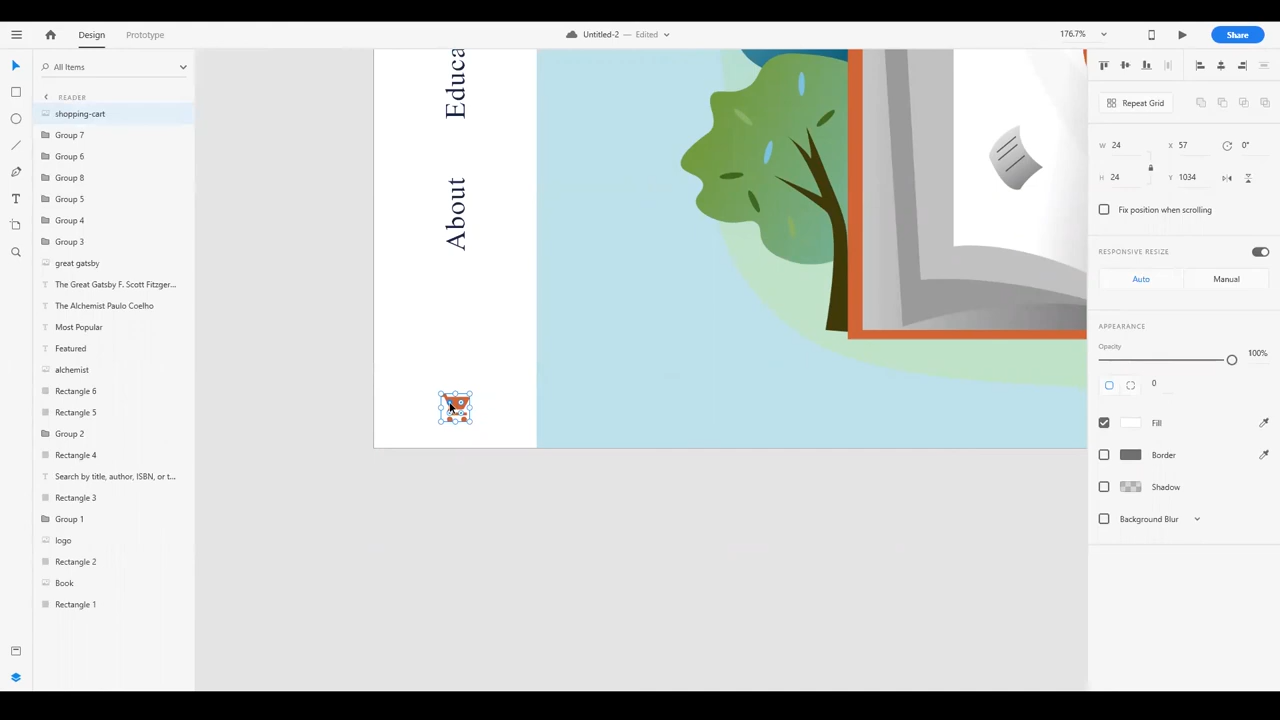 Design
Prototype
Untitled-2 — Edited
176.7%
Share
All Items
READER
shopping-cart
Group 7
Group 6
Group 8
Group 5
Group 4
Group 3
great gatsby
The Great Gatsby F. Scott Fitzger...
The Alchemist Paulo Coelho
Most Popular
Featured
alchemist
Rectangle 6
Rectangle 5
Group 2
Rectangle 4
Search by title, author, ISBN, or t...
Rectangle 3
Group 1
logo
Rectangle 2
Book
Rectangle 1
Educa
About
Repeat Grid
W 24 X 57 0°
H 24 Y 1034
Fix position when scrolling
RESPONSIVE RESIZE
Auto Manual
APPEARANCE
Opacity
100%
0
Fill
Border
Shadow
Background Blur